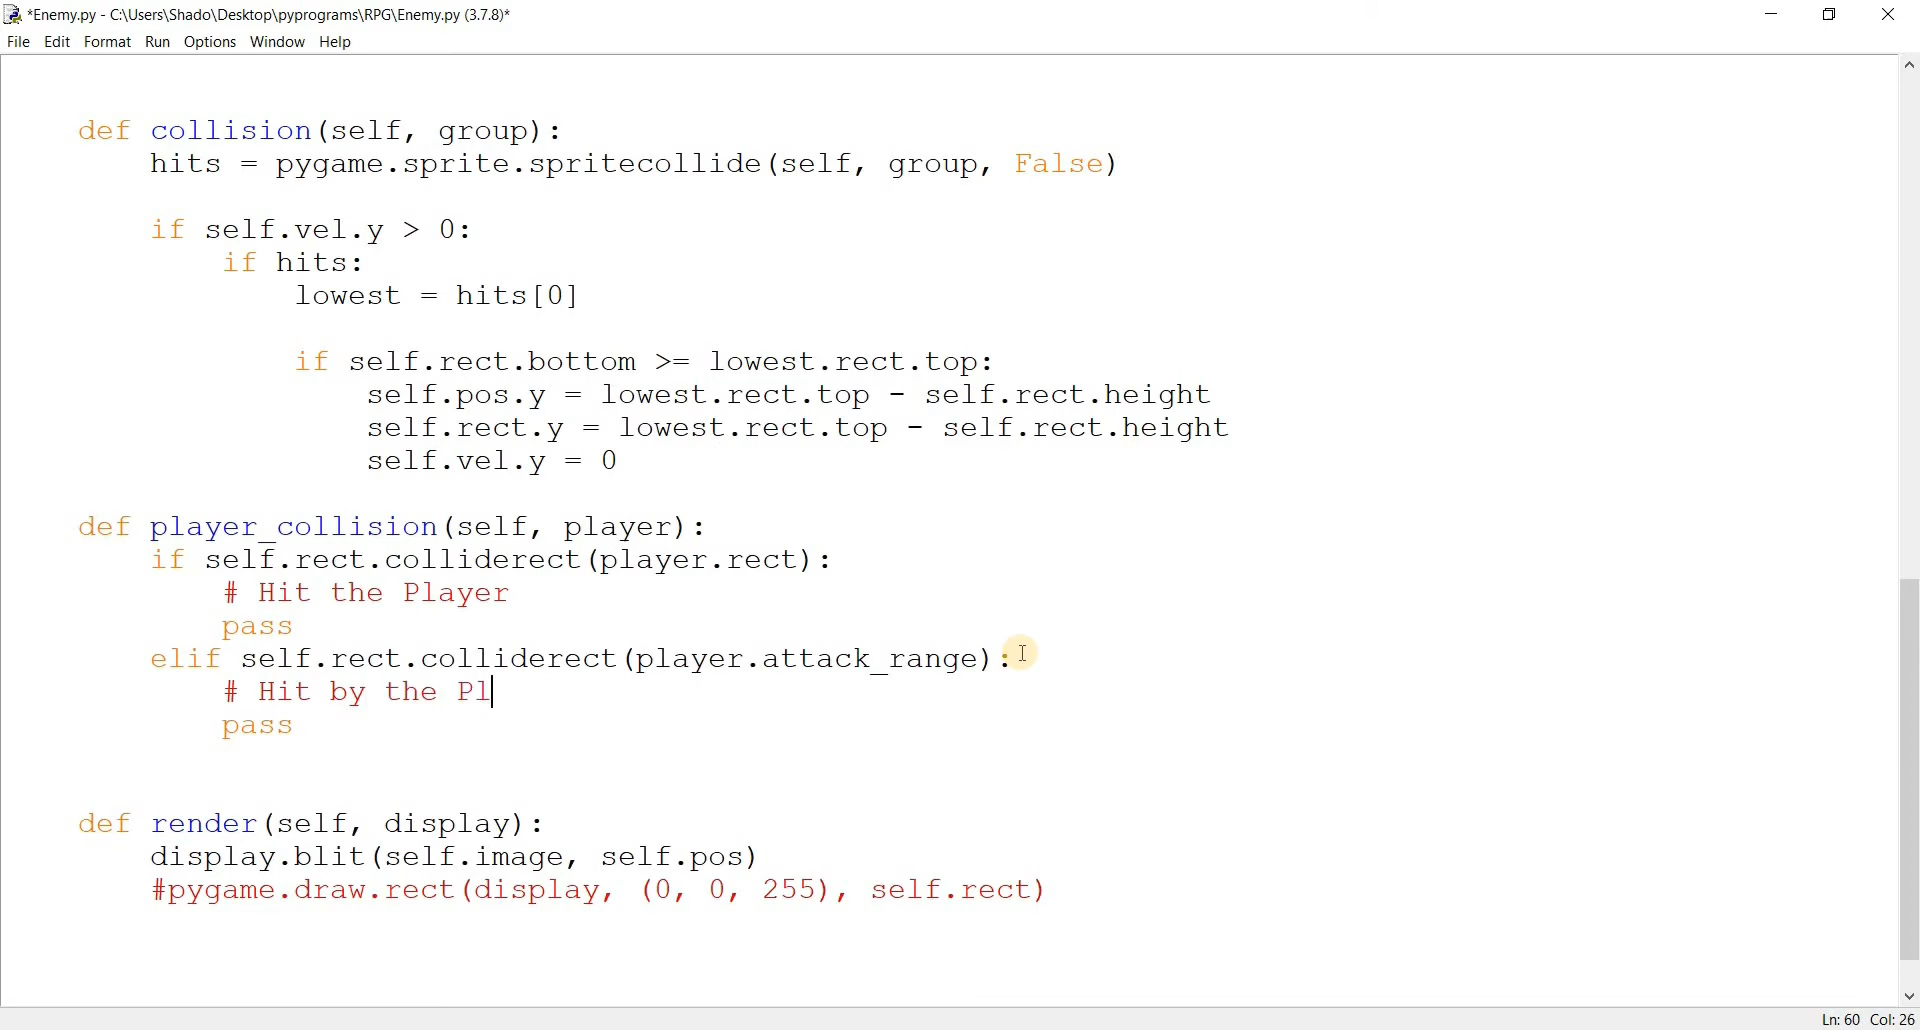 *Enemy.py - C:\Users\Shado\Desktop\pyprograms\RPG\Enemy.py (3.7.8)*
File Edit Format Run Options Window Help
def collision(self, group):
hits = pygame.sprite.spritecollide(self, group, False)
if self.vel.y > 0:
if hits:
lowest = hits[0]
if self.rect.bottom >= lowest.rect.top:
self.pos.y = lowest.rect.top - self.rect.height
self.rect.y = lowest.rect.top - self.rect.height
self.vel.y = 0
def player_collision(self, player):
if self.rect.colliderect(player.rect):
# Hit the Player
pass
elif self.rect.colliderect(player.attack_range):
# Hit by the Pl
pass
def render(self, display):
display.blit(self.image, self.pos)
#pygame.draw.rect(display, (0, 0, 255), self.rect)
Ln: 60 Col: 26